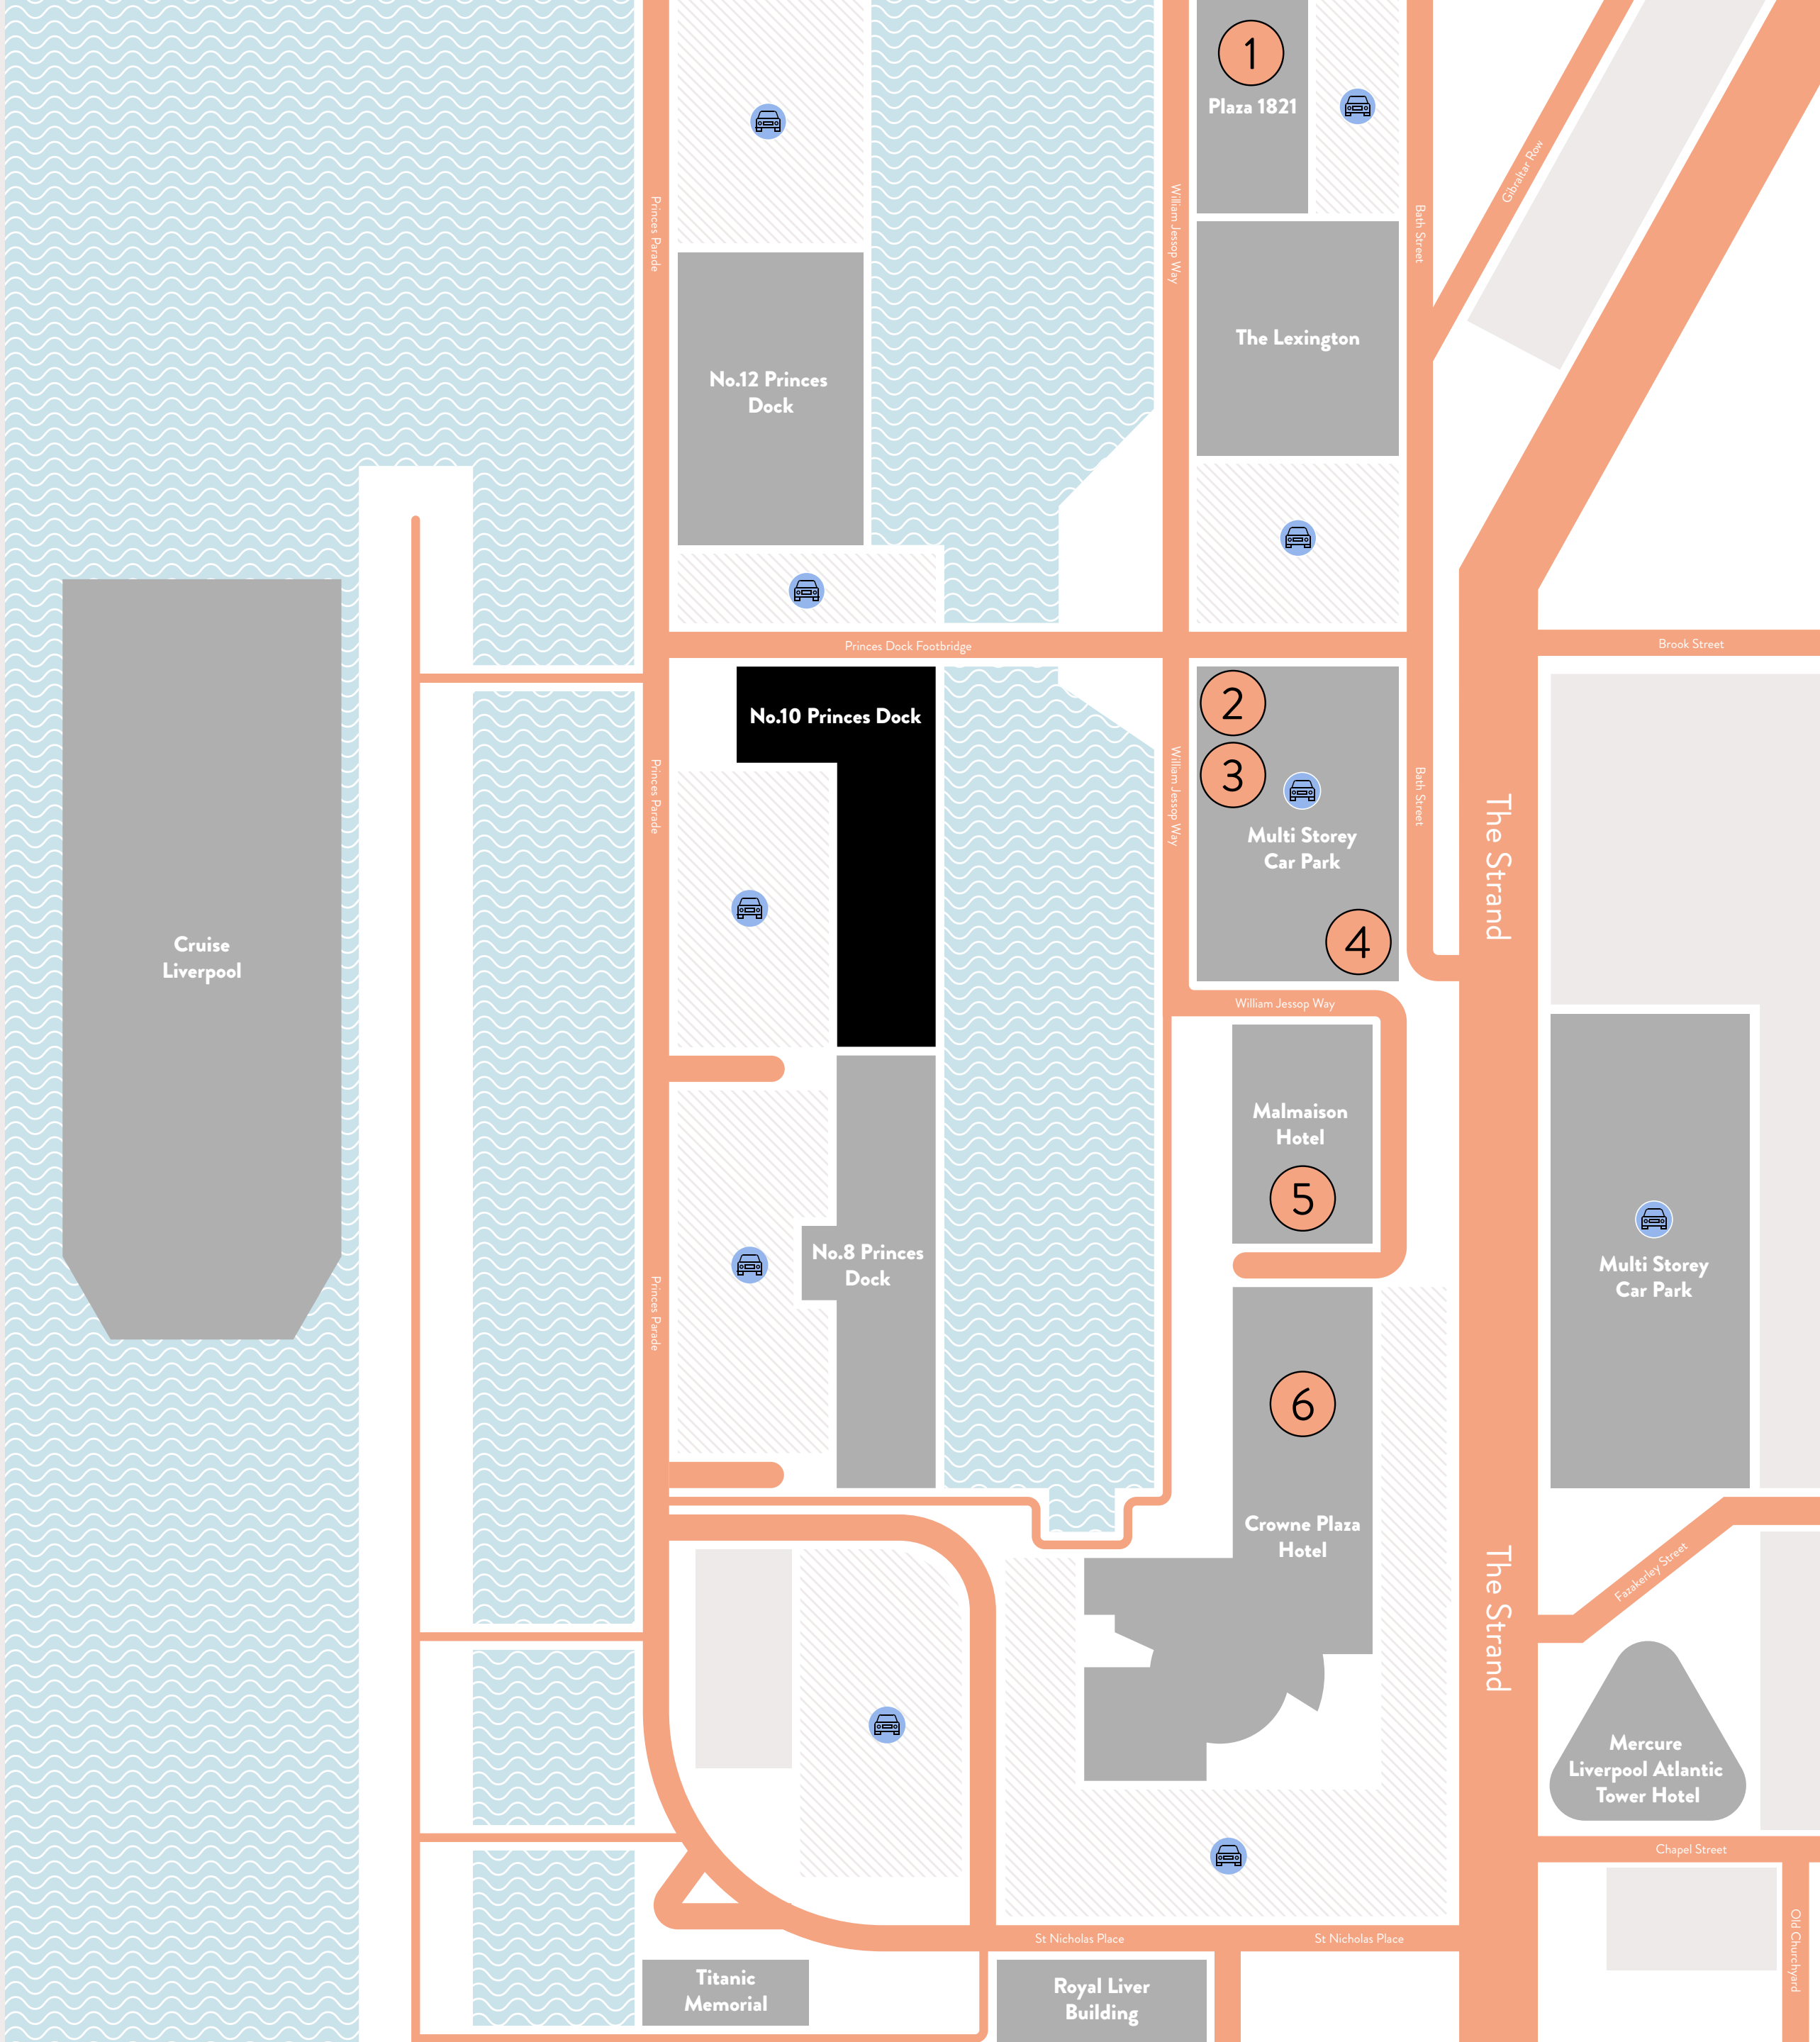 1
Plaza 1821
Gibraltar Row
Princes Parade
William Jessop Way
Bath Street
The Lexington
No.12 Princes
Dock
Princes Dock Footbridge
Brook Street
No.10 Princes Dock
2
3
Multi Storey
Car Park
4
Princes Parade
William Jessop Way
Bath Street
The Strand
Cruise
Liverpool
William Jessop Way
Malmaison
Hotel
5
No.8 Princes
Dock
Princes Parade
Multi Storey
Car Park
6
Crowne Plaza
Hotel
The Strand
Fazakerley Street
Mercure
Liverpool Atlantic
Tower Hotel
Chapel Street
Old Churchyard
St Nicholas Place
St Nicholas Place
Titanic
Memorial
Royal Liver
Building